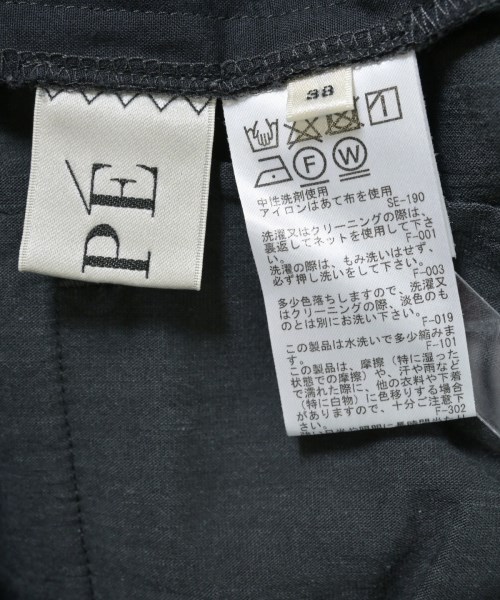 PÉ
38
F W
中性洗剤使用
アイロンはあて布を使用
SE-190
洗濯又はクリーニングの際は、
裏返してネットを使用して下さ
い。
F-001
洗濯の際は、もみ洗いはせず、
必ず押し洗いをして下さい。
F-003
多少色落ちしますので、洗濯又
はクリーニングの際は、淡色のも
のとは別にお洗い下さい。
F-019
この製品は水洗いで多少縮みま
す。
F-101
この製品は、摩擦（特に湿った
状態での摩擦）や、汗や雨など
で濡れた際に、他の衣料や下着
（特に白物）に色移りする場合
がありますので、十分ご注意下
F-302